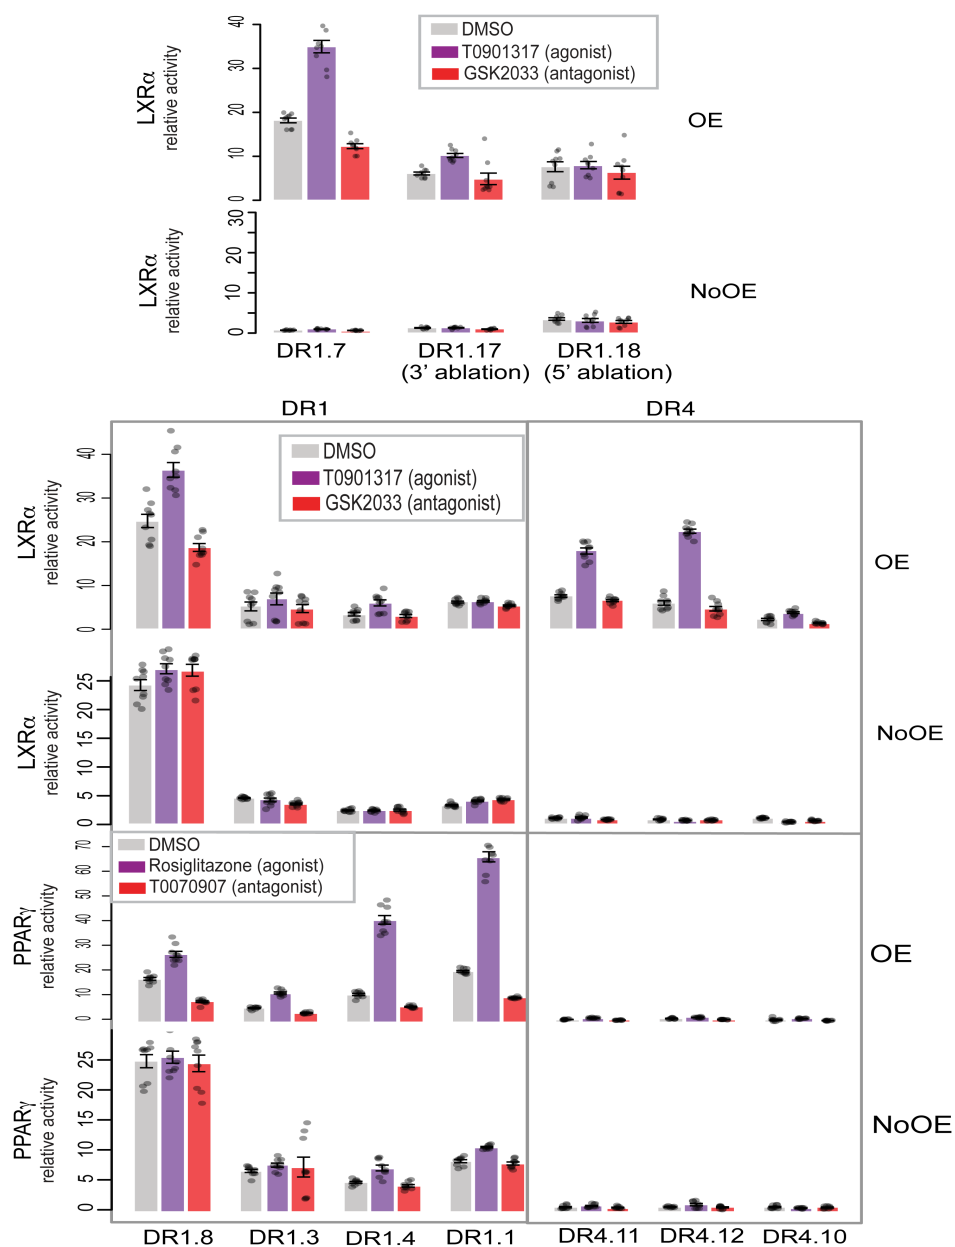 DMSO
T0901317 (agonist)
GSK2033 (antagonist)
LXRα
relative activity
0 10 20 30 40
OE
LXRα
relative activity
0 10 20 30
NoOE
DR1.7 DR1.17 DR1.18
(3' ablation) (5' ablation)
DR1 DR4
DMSO
T0901317 (agonist)
GSK2033 (antagonist)
LXRα
relative activity
0 10 20 30 40
OE
LXRα
relative activity
0 5 10 15 20 25
NoOE
DMSO
Rosiglitazone (agonist)
T0070907 (antagonist)
PPARγ
relative activity
0 10 20 30 40 50 60 70
OE
PPARγ
relative activity
0 5 10 15 20 25
NoOE
DR1.8 DR1.3 DR1.4 DR1.1 DR4.11 DR4.12 DR4.10